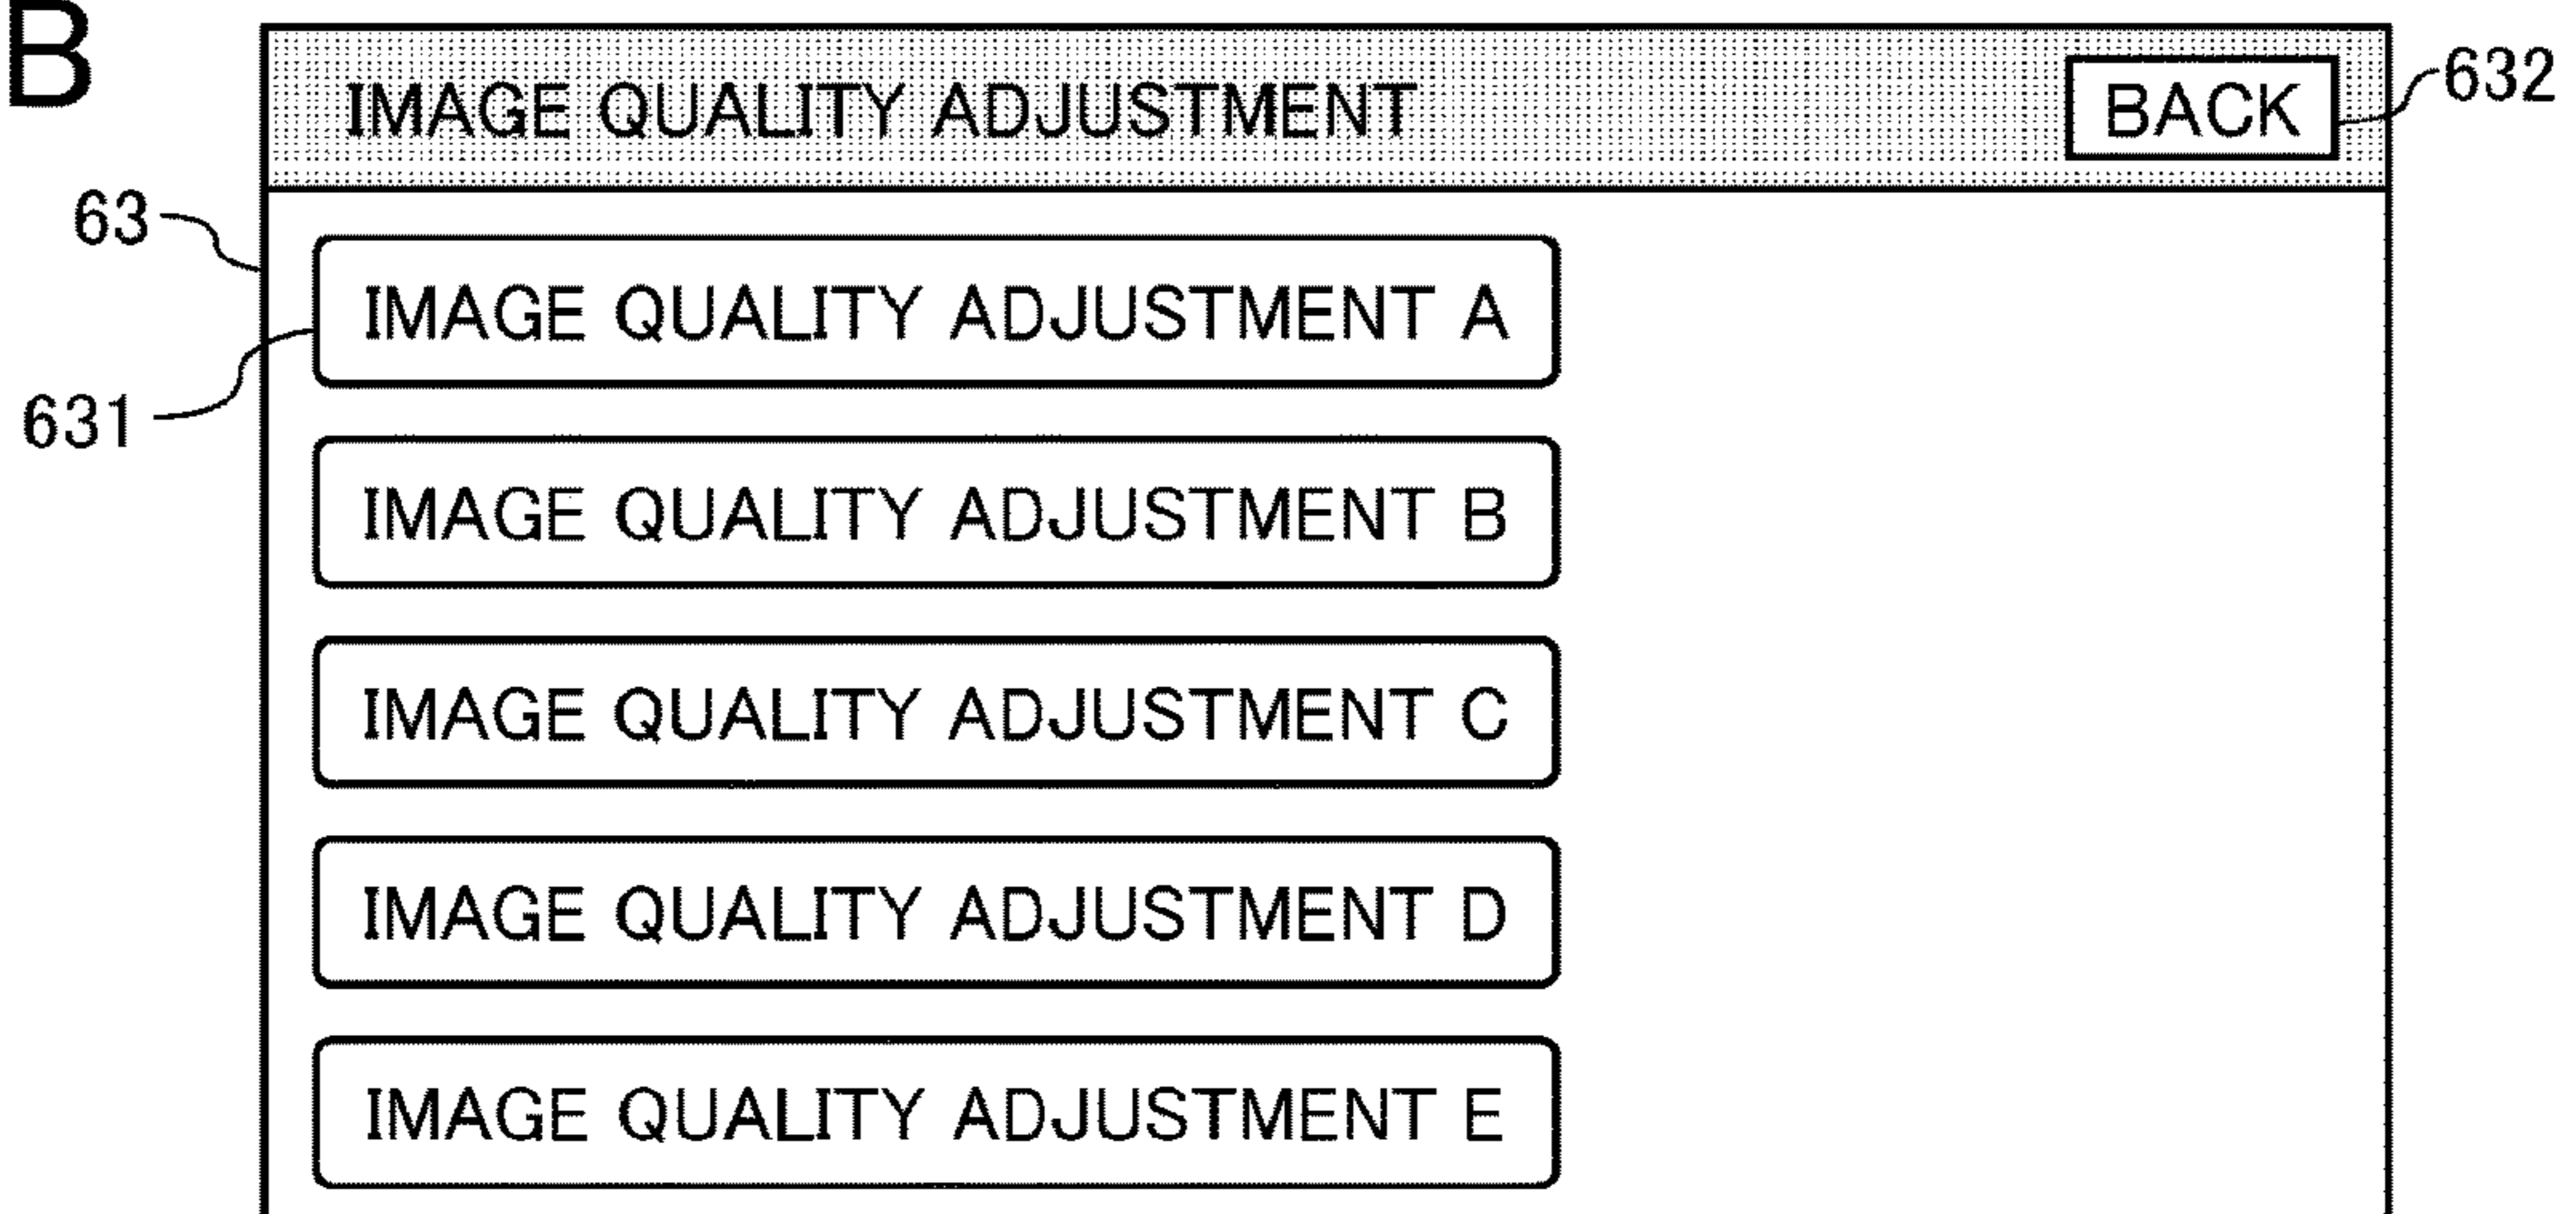 B
IMAGE QUALITY ADJUSTMENT
BACK
632
63
IMAGE QUALITY ADJUSTMENT A
631
IMAGE QUALITY ADJUSTMENT B
IMAGE QUALITY ADJUSTMENT C
IMAGE QUALITY ADJUSTMENT D
IMAGE QUALITY ADJUSTMENT E